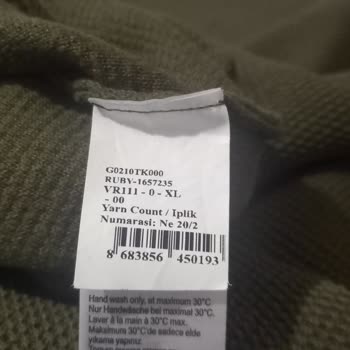 G0210TK000
RUBY-1657235
VR111 - 0 - XL
- 00
Yarn Count / Iplik
Numarasi: Ne 20/2
8 683856 450193
Hand wash only, at maximum 30°C
Nur Handwäsche bei maximal 30°C.
Laver à la main à 30°C max.
Maksimum 30°C'de sadece elde
yıkama yapınız